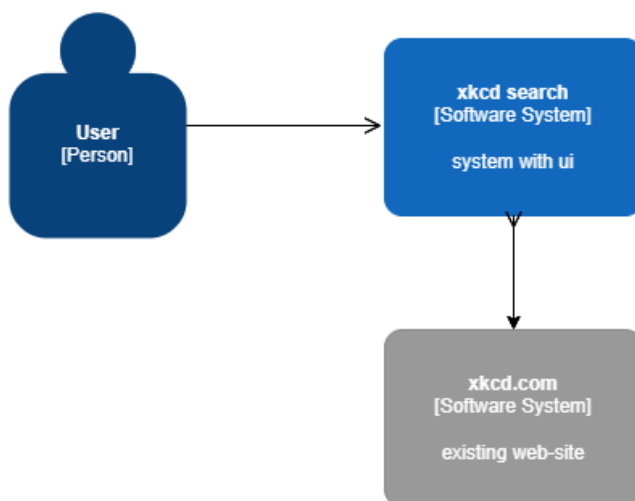 User
[Person]
xkcd search
[Software System]
system with ui
xkcd.com
[Software System]
existing web-site